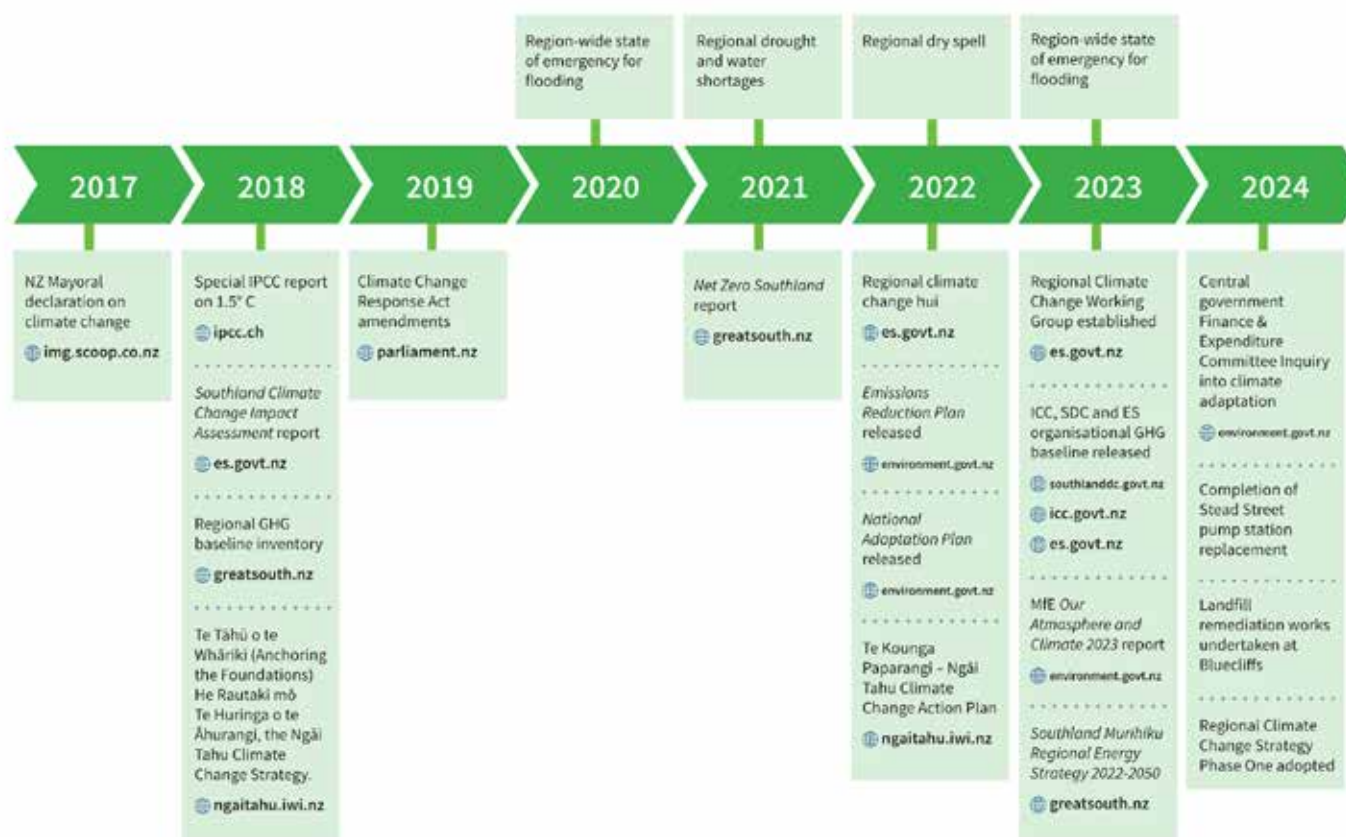 Region-wide state
of emergency for
flooding
Regional drought
and water
shortages
Regional dry spell
Region-wide state
of emergency for
flooding
2017
2018
2019
2020
2021
2022
2023
2024
NZ Mayoral
declaration on
climate change
img.scoop.co.nz
Special IPCC report
on 1.5° C
ipcc.ch
Southland Climate
Change Impact
Assessment report
es.govt.nz
Regional GHG
baseline inventory
greatsouth.nz
Te Tāhū o te
Whāriki (Anchoring
the Foundations)
He Rautaki mō
Te Huringa o te
Āhurangi, the Ngāi
Tahu Climate
Change Strategy.
ngaitahu.iwi.nz
Climate Change
Response Act
amendments
parliament.nz
Net Zero Southland
report
greatsouth.nz
Regional climate
change hui
es.govt.nz
Emissions
Reduction Plan
released
environment.govt.nz
National
Adaptation Plan
released
environment.govt.nz
Te Kounga
Paparangi – Ngāi
Tahu Climate
Change Action Plan
ngaitahu.iwi.nz
Regional Climate
Change Working
Group established
es.govt.nz
ICC, SDC and ES
organisational GHG
baseline released
southlanddc.govt.nz
icc.govt.nz
es.govt.nz
MfE Our
Atmosphere and
Climate 2023 report
environment.govt.nz
Southland Murihiku
Regional Energy
Strategy 2022-2050
greatsouth.nz
Central
government
Finance &
Expenditure
Committee Inquiry
into climate
adaptation
environment.govt.nz
Completion of
Stead Street
pump station
replacement
Landfill
remediation works
undertaken at
Bluecliffs
Regional Climate
Change Strategy
Phase One adopted